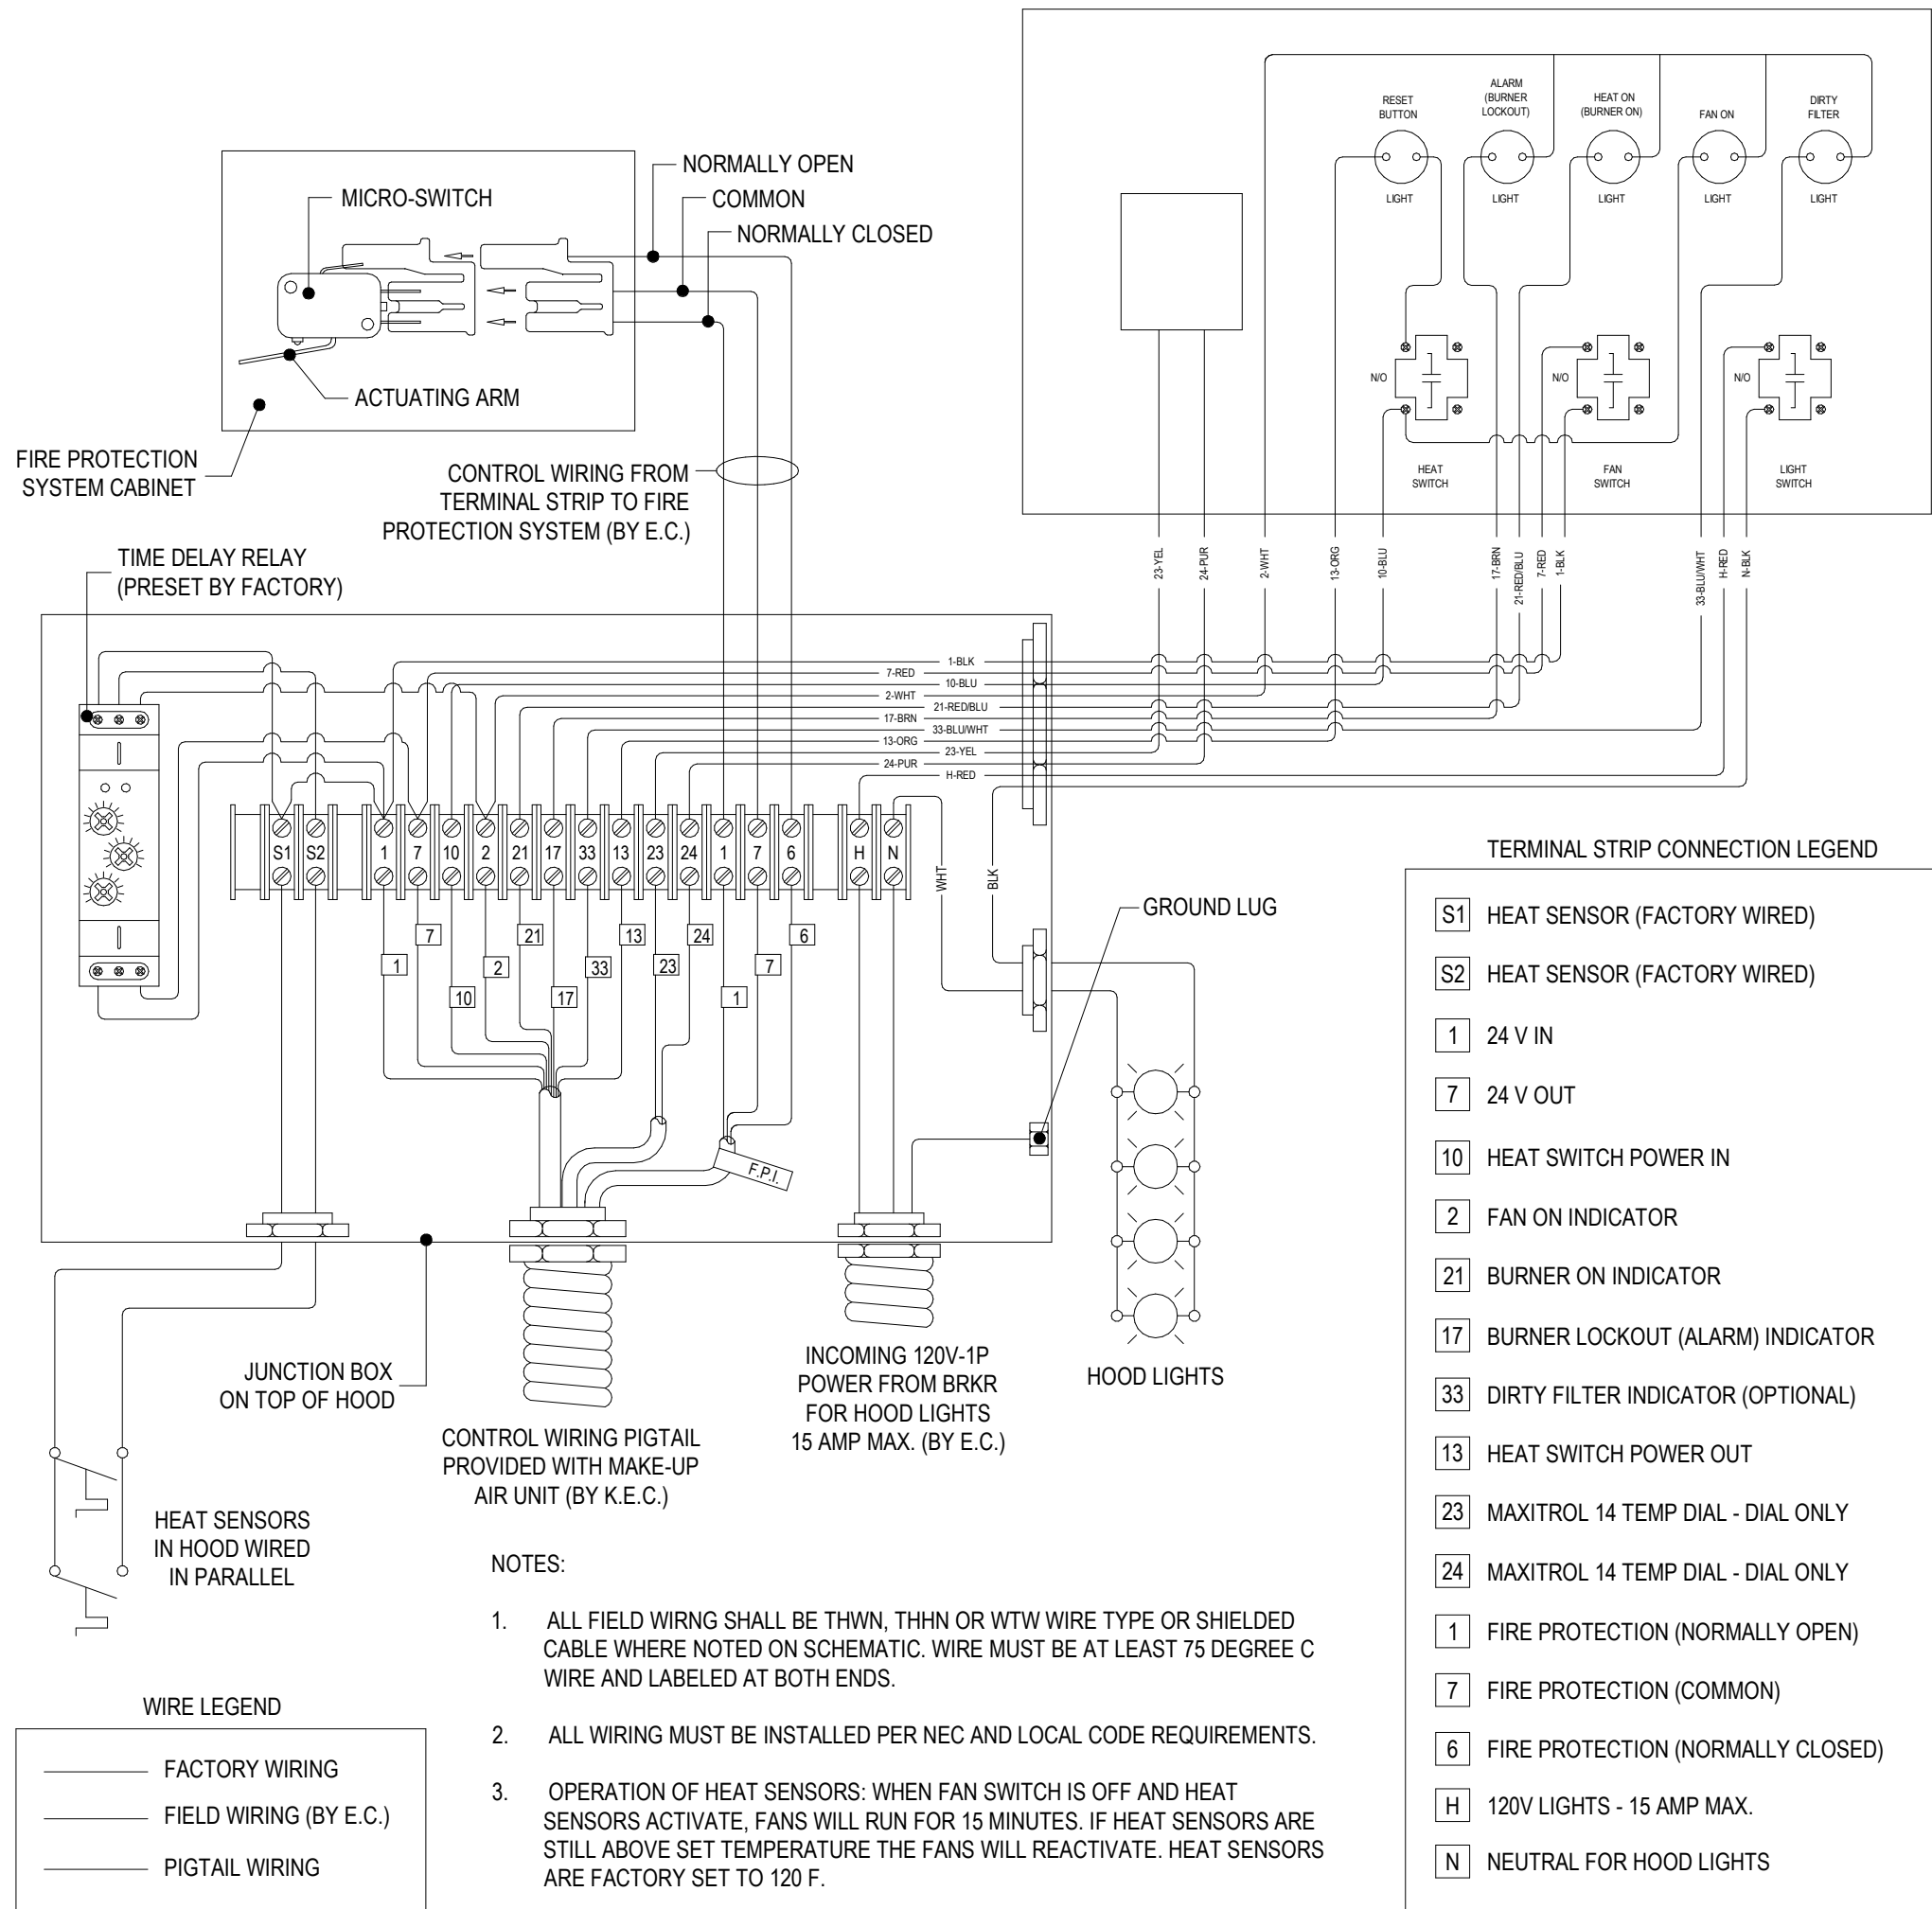 RESET
BUTTON
ALARM
(BURNER
LOCKOUT)
HEAT ON
(BURNER ON)
FAN ON
DIRTY
FILTER
LIGHT
LIGHT
LIGHT
LIGHT
LIGHT
N/O
N/O
N/O
HEAT
SWITCH
FAN
SWITCH
LIGHT
SWITCH
23-YEL
24-PUR
2-WHT
13-ORG
10-BLU
17-BRN
21-RED/BLU
7-RED
1-BLK
33-BLU/WHT
H-RED
N-BLK
NORMALLY OPEN
COMMON
NORMALLY CLOSED
MICRO-SWITCH
ACTUATING ARM
FIRE PROTECTION
SYSTEM CABINET
CONTROL WIRING FROM
TERMINAL STRIP TO FIRE
PROTECTION SYSTEM (BY E.C.)
TIME DELAY RELAY
(PRESET BY FACTORY)
1-BLK
7-RED
10-BLU
2-WHT
21-RED/BLU
17-BRN
33-BLU/WHT
13-ORG
23-YEL
24-PUR
H-RED
S1 S2 1 7 10 2 21 17 33 13 23 24 1 7 6 H N
WHT
BLK
7 21 13 24 6
1 2 33 23 7
10 17 1
F.P.I.
GROUND LUG
JUNCTION BOX
ON TOP OF HOOD
CONTROL WIRING PIGTAIL
PROVIDED WITH MAKE-UP
AIR UNIT (BY K.E.C.)
INCOMING 120V-1P
POWER FROM BRKR
FOR HOOD LIGHTS
15 AMP MAX. (BY E.C.)
HOOD LIGHTS
HEAT SENSORS
IN HOOD WIRED
IN PARALLEL
WIRE LEGEND
FACTORY WIRING
FIELD WIRING (BY E.C.)
PIGTAIL WIRING
NOTES:
1. ALL FIELD WIRNG SHALL BE THWN, THHN OR WTW WIRE TYPE OR SHIELDED
CABLE WHERE NOTED ON SCHEMATIC. WIRE MUST BE AT LEAST 75 DEGREE C
WIRE AND LABELED AT BOTH ENDS.
2. ALL WIRING MUST BE INSTALLED PER NEC AND LOCAL CODE REQUIREMENTS.
3. OPERATION OF HEAT SENSORS: WHEN FAN SWITCH IS OFF AND HEAT
SENSORS ACTIVATE, FANS WILL RUN FOR 15 MINUTES. IF HEAT SENSORS ARE
STILL ABOVE SET TEMPERATURE THE FANS WILL REACTIVATE. HEAT SENSORS
ARE FACTORY SET TO 120 F.
TERMINAL STRIP CONNECTION LEGEND
S1 HEAT SENSOR (FACTORY WIRED)
S2 HEAT SENSOR (FACTORY WIRED)
1 24 V IN
7 24 V OUT
10 HEAT SWITCH POWER IN
2 FAN ON INDICATOR
21 BURNER ON INDICATOR
17 BURNER LOCKOUT (ALARM) INDICATOR
33 DIRTY FILTER INDICATOR (OPTIONAL)
13 HEAT SWITCH POWER OUT
23 MAXITROL 14 TEMP DIAL - DIAL ONLY
24 MAXITROL 14 TEMP DIAL - DIAL ONLY
1 FIRE PROTECTION (NORMALLY OPEN)
7 FIRE PROTECTION (COMMON)
6 FIRE PROTECTION (NORMALLY CLOSED)
H 120V LIGHTS - 15 AMP MAX.
N NEUTRAL FOR HOOD LIGHTS